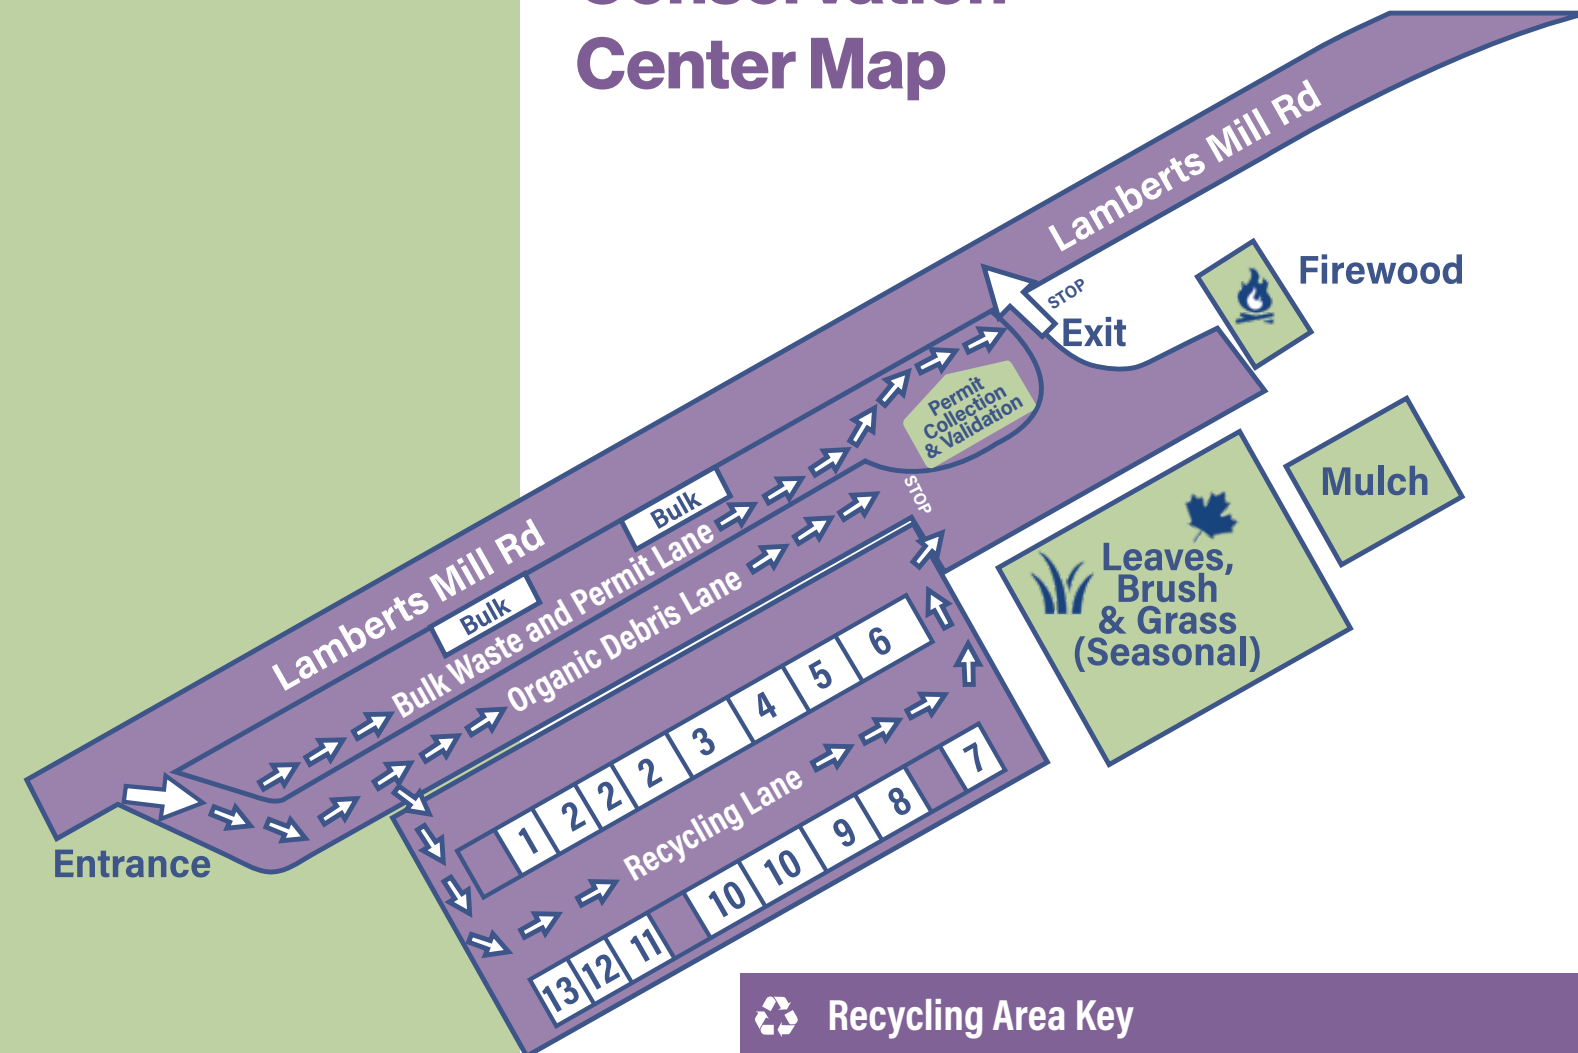 Conservation
Center Map
Lamberts Mill Rd
Firewood
STOP
Exit
Permit
Collection
& Validation
Mulch
STOP
Bulk
Lamberts Mill Rd
Bulk
Bulk Waste and Permit Lane
Organic Debris Lane
Leaves,
Brush
& Grass
(Seasonal)
Entrance
1
2
2
2
3
4
5
6
Recycling Lane
7
8
9
10
10
11
12
13
Recycling Area Key